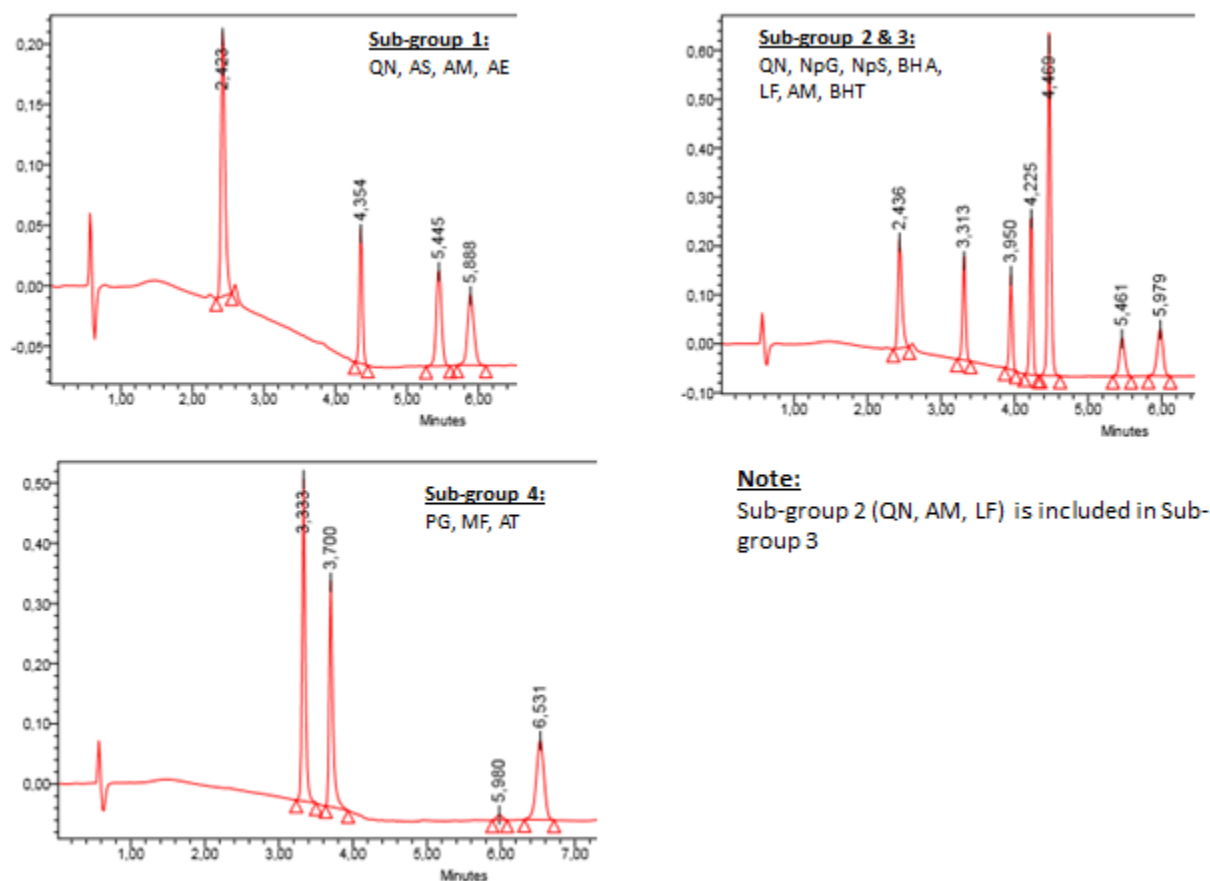 Sub-group 1:
QN, AS, AM, AE
0,20
0,15
0,10
0,05
0,00
-0,05
2,423
4,354
5,445
5,888
1,00 2,00 3,00 4,00 5,00 6,00
Minutes
Sub-group 2 & 3:
QN, NpG, NpS, BHA,
LF, AM, BHT
0,60
0,50
0,40
0,30
0,20
0,10
0,00
-0,10
2,436
3,313
3,950
4,225
4,469
5,461
5,979
1,00 2,00 3,00 4,00 5,00 6,00
Minutes
Sub-group 4:
PG, MF, AT
0,50
0,40
0,30
0,20
0,10
0,00
3,333
3,700
5,980
6,531
1,00 2,00 3,00 4,00 5,00 6,00 7,00
Minutes
Note:
Sub-group 2 (QN, AM, LF) is included in Sub-
group 3